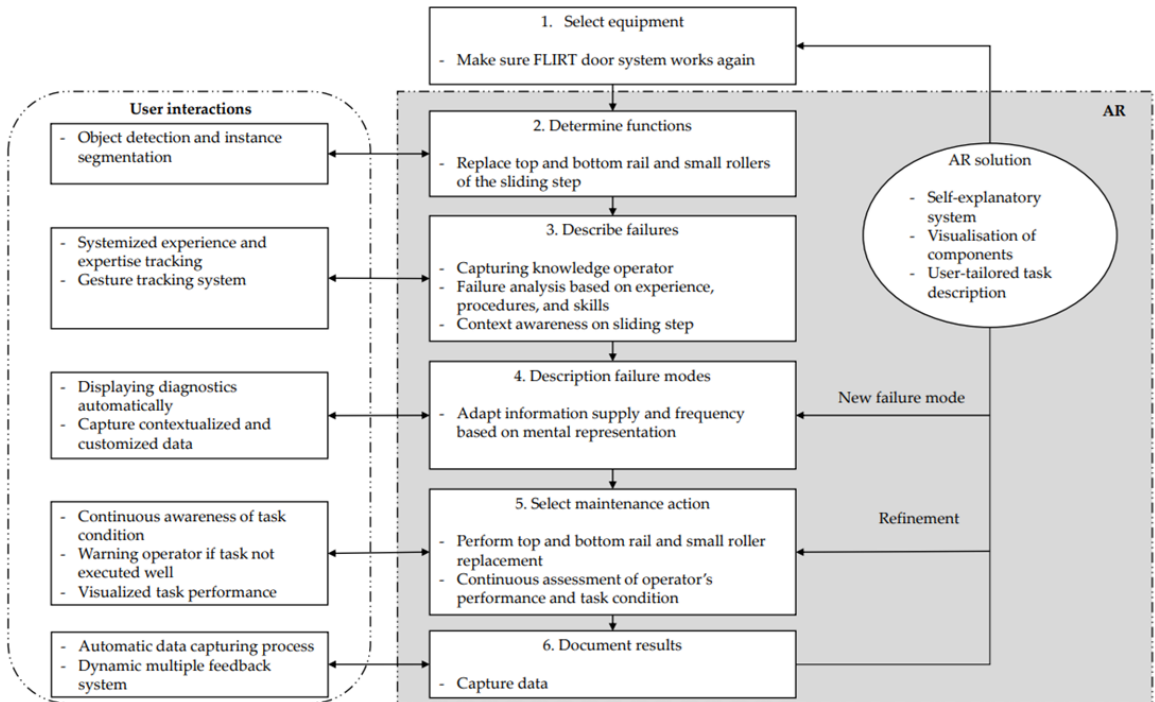 1. Select equipment
- Make sure FLIRT door system works again
User interactions
AR
- Object detection and instance
segmentation
2. Determine functions
- Replace top and bottom rail and small rollers
of the sliding step
AR solution
- Self-explanatory
system
- Visualisation of
components
- User-tailored task
description
- Systemized experience and
expertise tracking
- Gesture tracking system
3. Describe failures
- Capturing knowledge operator
- Failure analysis based on experience,
procedures, and skills
- Context awareness on sliding step
- Displaying diagnostics
automatically
- Capture contextualized and
customized data
4. Description failure modes
- Adapt information supply and frequency
based on mental representation
New failure mode
- Continuous awareness of task
condition
- Warning operator if task not
executed well
- Visualized task performance
5. Select maintenance action
- Perform top and bottom rail and small roller
replacement
- Continuous assessment of operator's
performance and task condition
Refinement
- Automatic data capturing process
- Dynamic multiple feedback
system
6. Document results
- Capture data